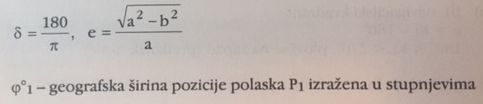 δ = 180/π, e = √(a² – b²)/a
φ°₁ – geografska širina pozicije polaska P₁ izražena u stupnjevima